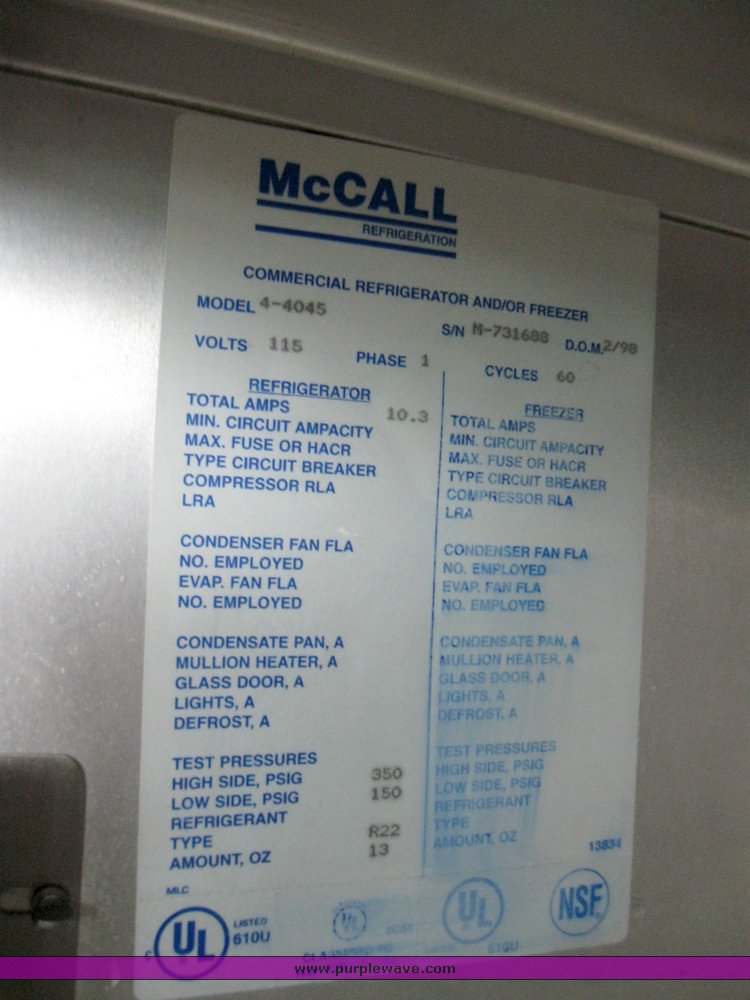 McCALL
REFRIGERATION
COMMERCIAL REFRIGERATOR AND/OR FREEZER
MODEL 4-4045 S/N M-731688 D.O.M. 2/98
VOLTS 115 PHASE 1 CYCLES 60
REFRIGERATOR
TOTAL AMPS 10.3
MIN. CIRCUIT AMPACITY
MAX. FUSE OR HACR
TYPE CIRCUIT BREAKER
COMPRESSOR RLA
LRA
CONDENSER FAN FLA
NO. EMPLOYED
EVAP. FAN FLA
NO. EMPLOYED
CONDENSATE PAN, A
MULLION HEATER, A
GLASS DOOR, A
LIGHTS, A
DEFROST, A
TEST PRESSURES
HIGH SIDE, PSIG 350
LOW SIDE, PSIG 150
REFRIGERANT
TYPE R22
AMOUNT, OZ 13
FREEZER
TOTAL AMPS
MIN. CIRCUIT AMPACITY
MAX. FUSE OR HACR
TYPE CIRCUIT BREAKER
COMPRESSOR RLA
LRA
CONDENSER FAN FLA
NO. EMPLOYED
EVAP. FAN FLA
NO. EMPLOYED
CONDENSATE PAN, A
MULLION HEATER, A
GLASS DOOR, A
LIGHTS, A
DEFROST, A
TEST PRESSURES
HIGH SIDE, PSIG
LOW SIDE, PSIG
REFRIGERANT
TYPE
AMOUNT, OZ
13834
MLC
C UL LISTED
610U
UL
UL
LISTED 610U
NSF
www.purplewave.com